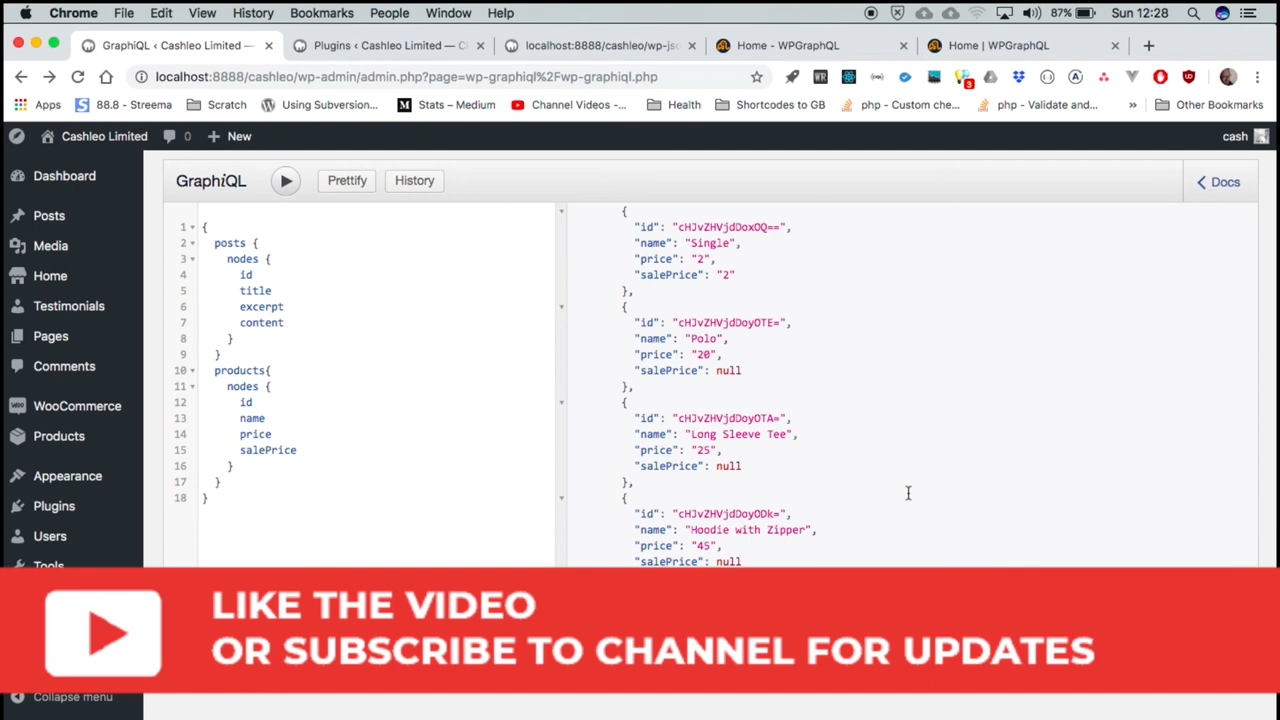 Chrome File Edit View History Bookmarks People Window Help 87% Sun 12:28
GraphiQL ‹ Cashleo Limited — Plugins ‹ Cashleo Limited — Cl localhost:8888/cashleo/wp-jsc Home - WPGraphQL Home | WPGraphQL
localhost:8888/cashleo/wp-admin/admin.php?page=wp-graphiql%2Fwp-graphiql.php
Apps 88.8 - Streema Scratch Using Subversion... Stats – Medium Channel Videos -... Health Shortcodes to GB php - Custom che... php - Validate and... » Other Bookmarks
Cashleo Limited 0 + New cash
Dashboard
Posts
Media
Home
Testimonials
Pages
Comments
WooCommerce
Products
Appearance
Plugins
Users
Tools
Collapse menu
GraphiQL Prettify History Docs
1 {
2 posts {
3 nodes {
4 id
5 title
6 excerpt
7 content
8 }
9 }
10 products{
11 nodes {
12 id
13 name
14 price
15 salePrice
16 }
17 }
18 }
{
"id": "cHJvZHVjdDoxOQ==",
"name": "Single",
"price": "2",
"salePrice": "2"
},
{
"id": "cHJvZHVjdDoyOTE=",
"name": "Polo",
"price": "20",
"salePrice": null
},
{
"id": "cHJvZHVjdDoyOTA=",
"name": "Long Sleeve Tee",
"price": "25",
"salePrice": null
},
{
"id": "cHJvZHVjdDoyODk=",
"name": "Hoodie with Zipper",
"price": "45",
"salePrice": null
LIKE THE VIDEO
OR SUBSCRIBE TO CHANNEL FOR UPDATES